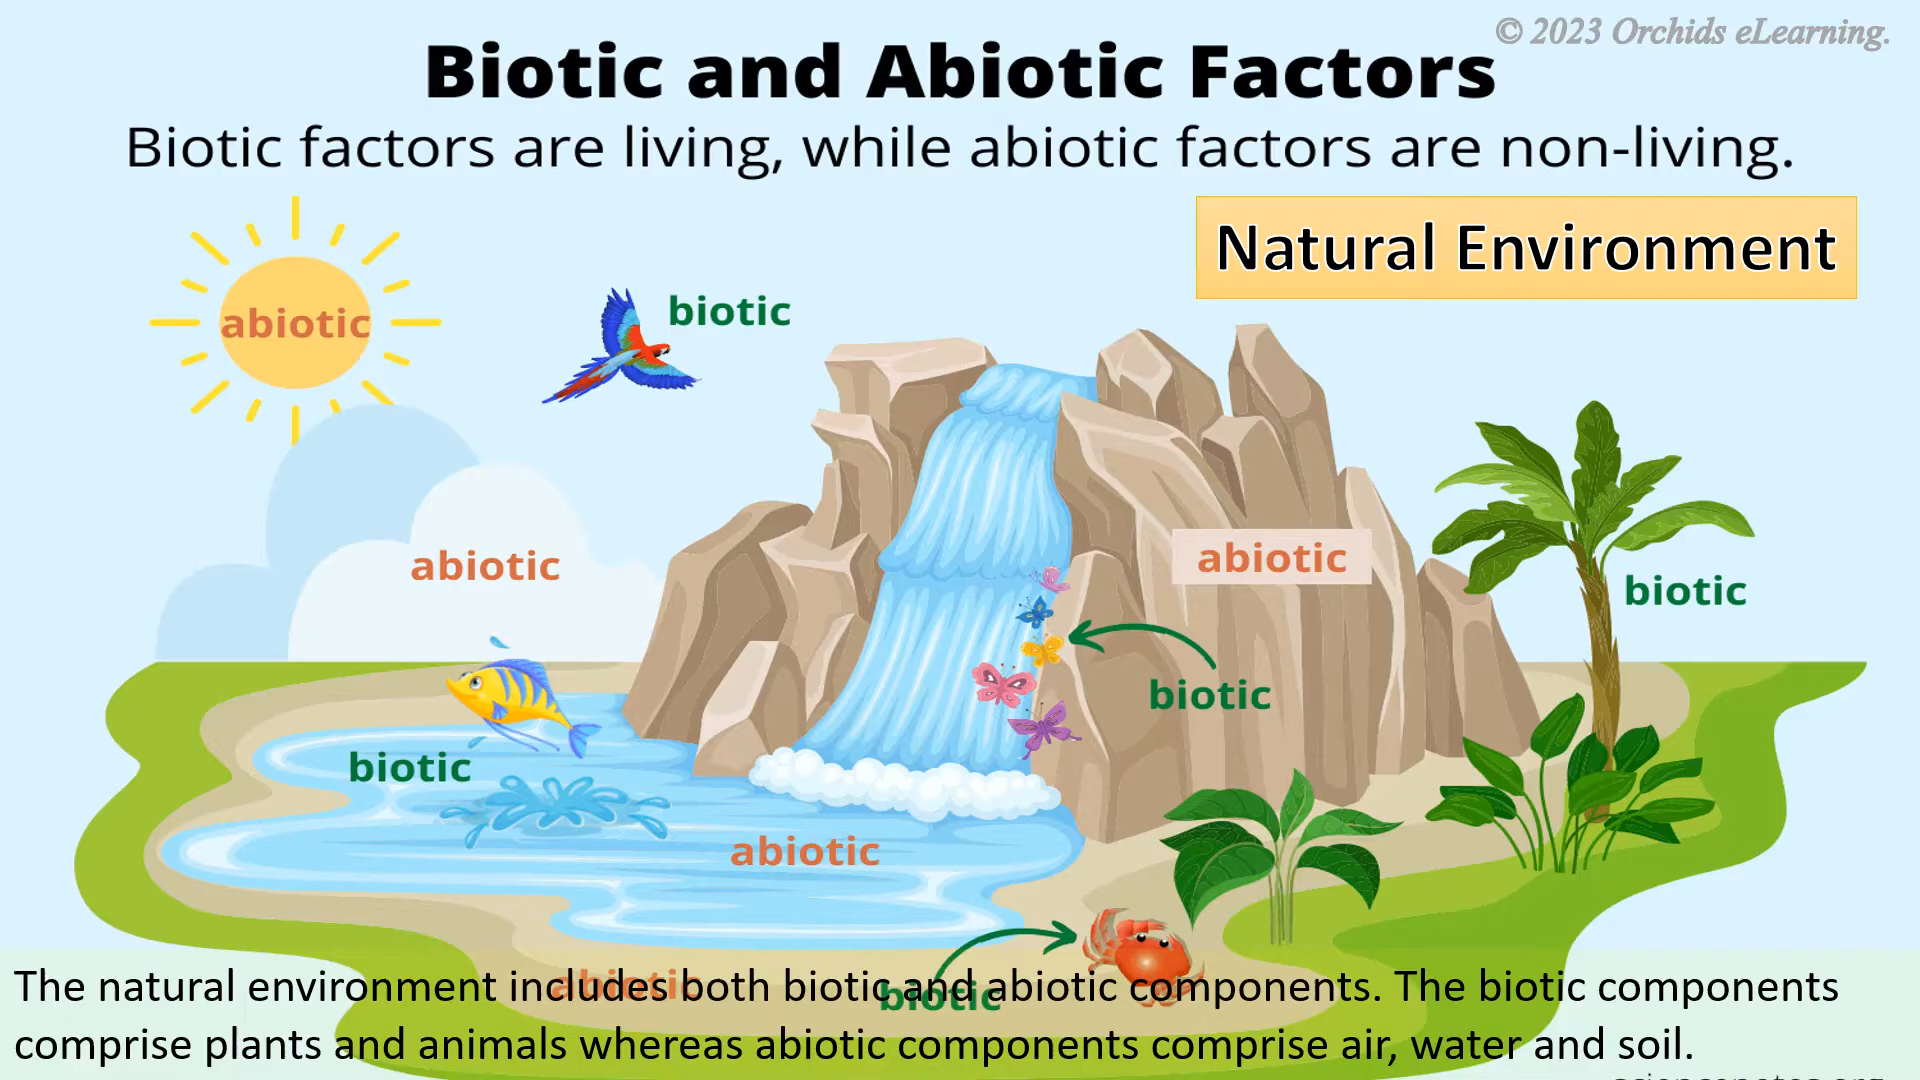 © 2023 Orchids eLearning.
Biotic and Abiotic Factors
Biotic factors are living, while abiotic factors are non-living.
Natural Environment
abiotic
biotic
abiotic
abiotic
biotic
biotic
biotic
abiotic
abiotic
biotic
The natural environment includes both biotic and abiotic components. The biotic components
comprise plants and animals whereas abiotic components comprise air, water and soil.